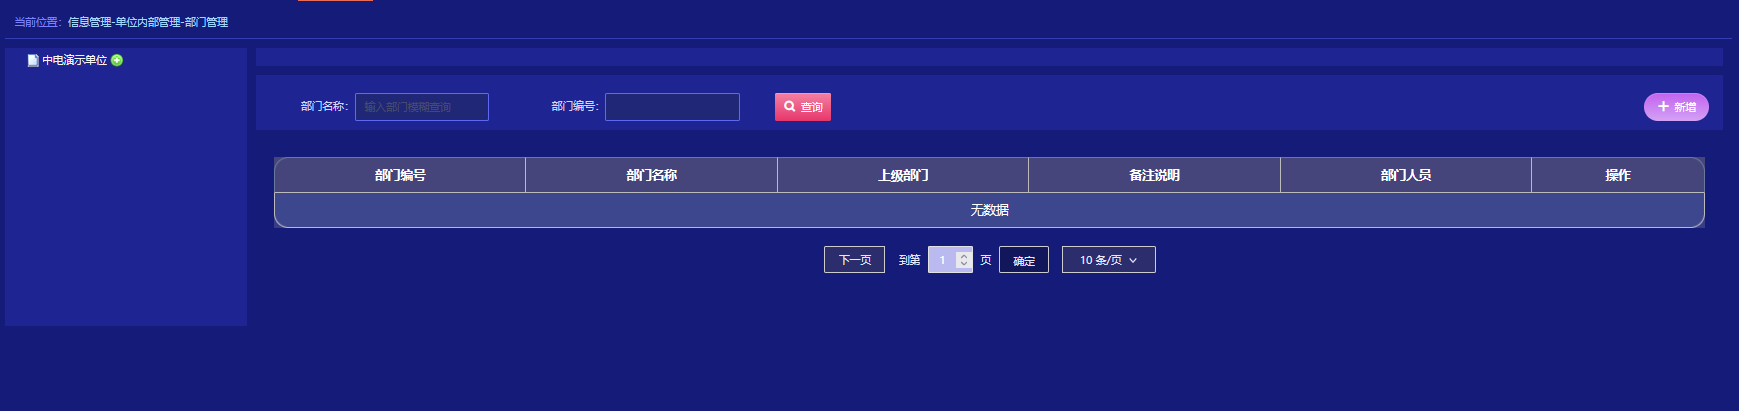 当前位置：信息管理-单位内部管理-部门管理
中电演示单位
部门名称： 输入部门模糊查询 部门编号： 查询 新增
部门编号 部门名称 上级部门 备注说明 部门人员 操作
无数据
下一页 到第 1 页 确定 10 条/页